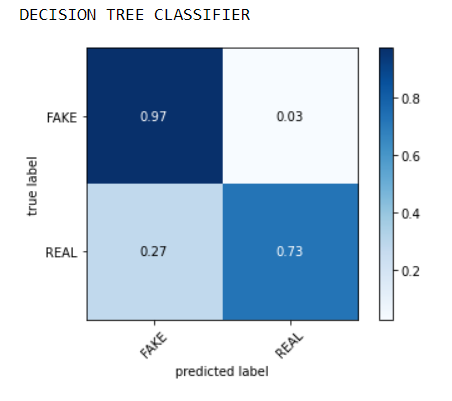 DECISION TREE CLASSIFIER
FAKE 0.97 0.03
0.8
0.6
true label
0.4
REAL 0.27 0.73
0.2
FAKE REAL
predicted label